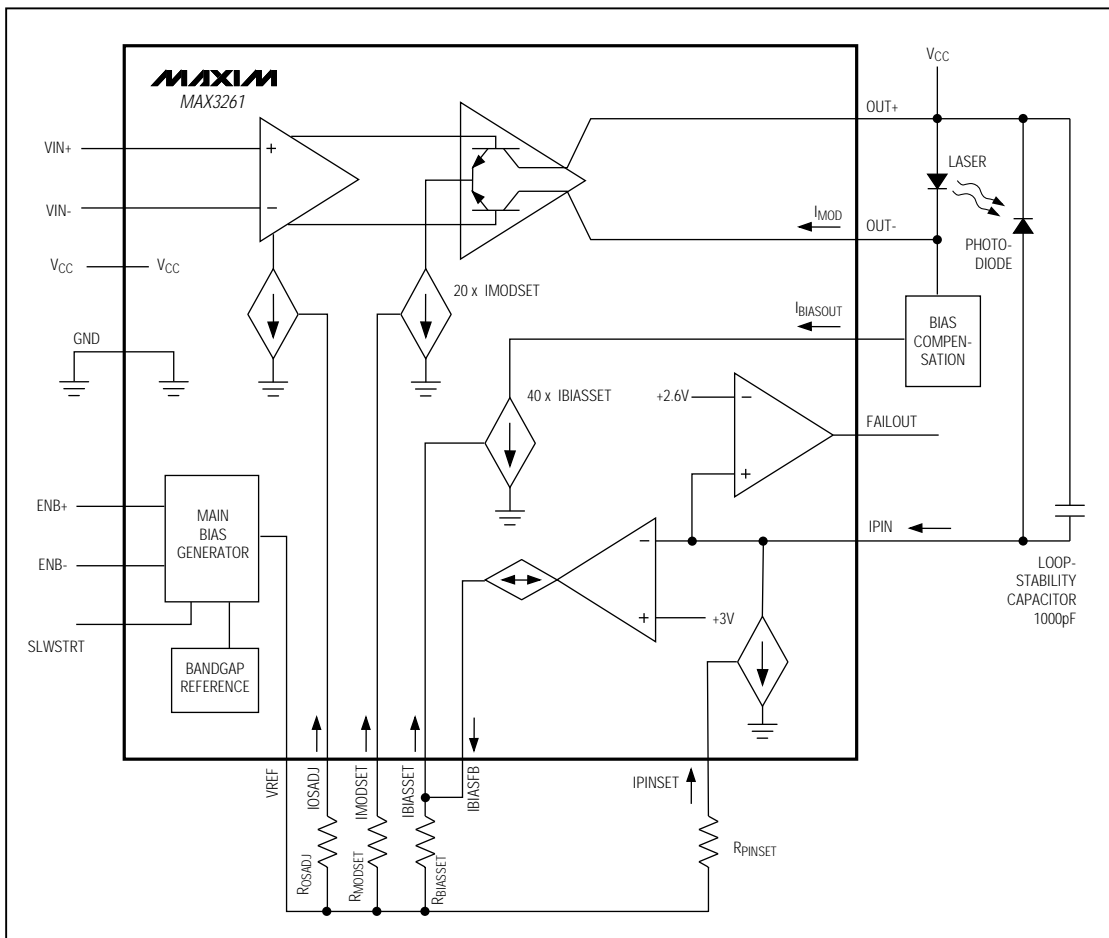 MAXIM
MAX3261
VCC
OUT+
VIN+
+
LASER
VIN-
−
IMOD
OUT-
PHOTO-
DIODE
VCC
VCC
20 x IMODSET
IBIASOUT
BIAS
COMPEN-
SATION
GND
40 x IBIASSET
+2.6V
−
FAILOUT
+
ENB+
MAIN
BIAS
GENERATOR
IPIN
−
ENB-
LOOP-
STABILITY
CAPACITOR
1000pF
+
+3V
SLWSTRT
BANDGAP
REFERENCE
VREF
IOSADJ
IMODSET
IBIASSET
IBIASFB
IPINSET
ROSADJ
RMODSET
RBIASSET
RPINSET